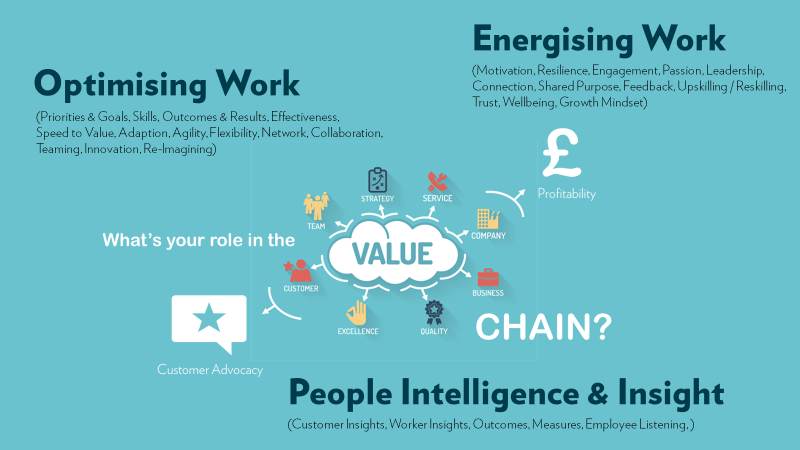 Energising Work
(Motivation, Resilience, Engagement, Passion, Leadership,
Connection, Shared Purpose, Feedback, Upskilling / Reskilling,
Trust, Wellbeing, Growth Mindset)
Optimising Work
(Priorities & Goals, Skills, Outcomes & Results, Effectiveness,
Speed to Value, Adaption, Agility, Flexibility, Network, Collaboration,
Teaming, Innovation, Re-Imagining)
£
Profitability
What's your role in the
VALUE
TEAM
STRATEGY
SERVICE
COMPANY
BUSINESS
QUALITY
EXCELLENCE
CUSTOMER
CHAIN?
Customer Advocacy
People Intelligence & Insight
(Customer Insights, Worker Insights, Outcomes, Measures, Employee Listening, )